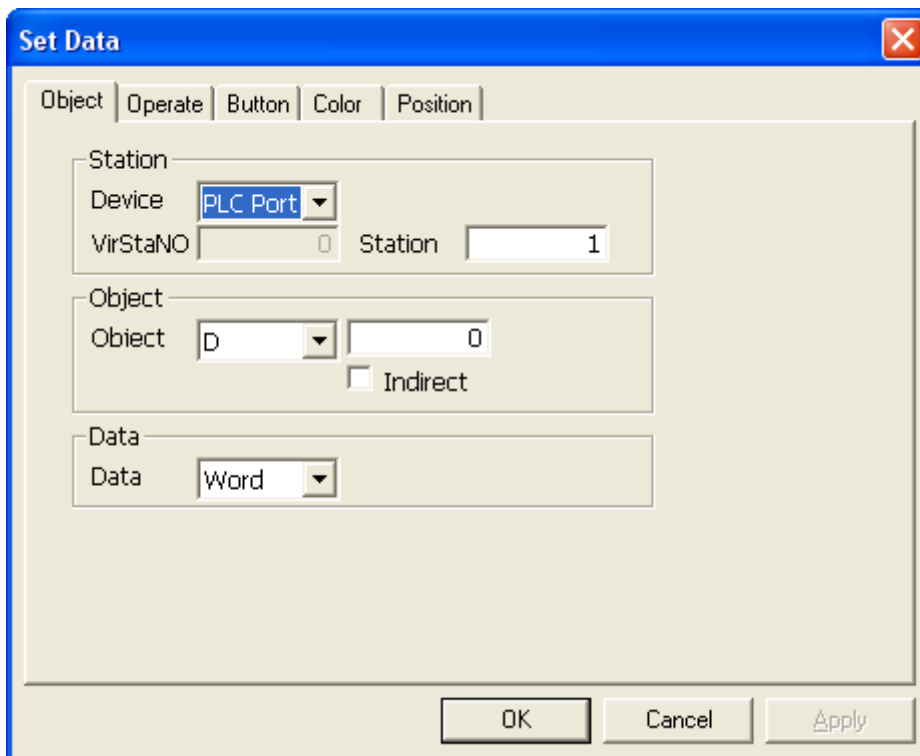 Set Data
Object Operate Button Color Position
Station
Device PLC Port
VirStaNO 0 Station 1
Object
Obiect D 0
Indirect
Data
Data Word
OK Cancel Apply